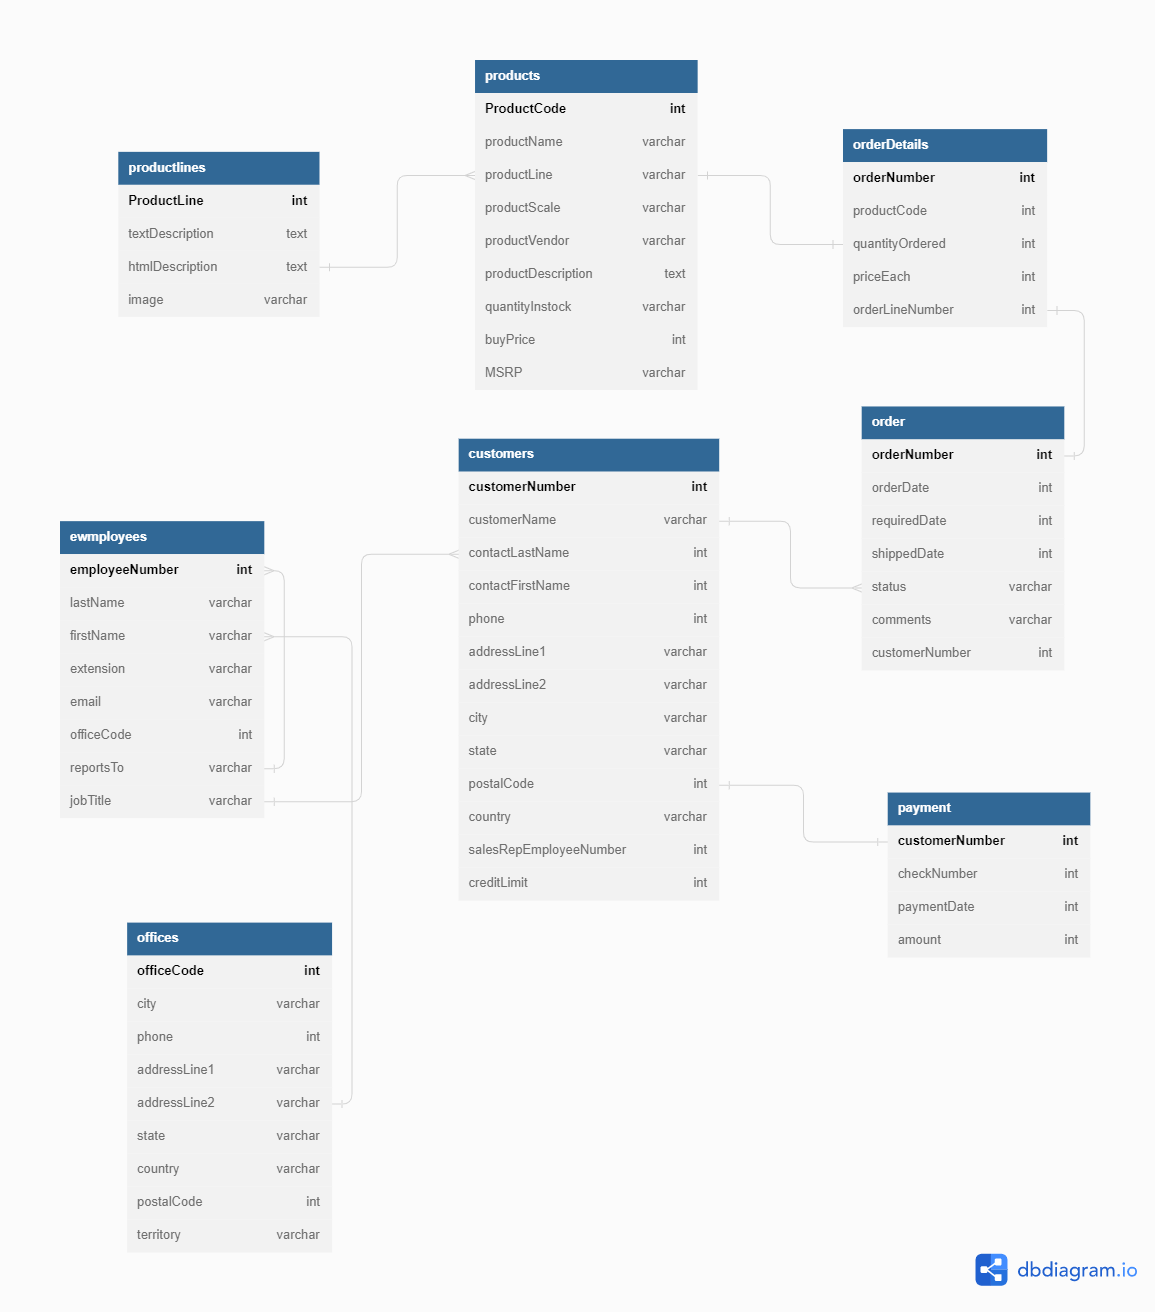 products
ProductCode int
productName varchar
productLine varchar
productScale varchar
productVendor varchar
productDescription text
quantityInstock varchar
buyPrice int
MSRP varchar
orderDetails
orderNumber int
productCode int
quantityOrdered int
priceEach int
orderLineNumber int
productlines
ProductLine int
textDescription text
htmlDescription text
image varchar
order
orderNumber int
orderDate int
requiredDate int
shippedDate int
status varchar
comments varchar
customerNumber int
customers
customerNumber int
customerName varchar
contactLastName int
contactFirstName int
phone int
addressLine1 varchar
addressLine2 varchar
city varchar
state varchar
postalCode int
country varchar
salesRepEmployeeNumber int
creditLimit int
ewmployees
employeeNumber int
lastName varchar
firstName varchar
extension varchar
email varchar
officeCode int
reportsTo varchar
jobTitle varchar
payment
customerNumber int
checkNumber int
paymentDate int
amount int
offices
officeCode int
city varchar
phone int
addressLine1 varchar
addressLine2 varchar
state varchar
country varchar
postalCode int
territory varchar
dbdiagram.io